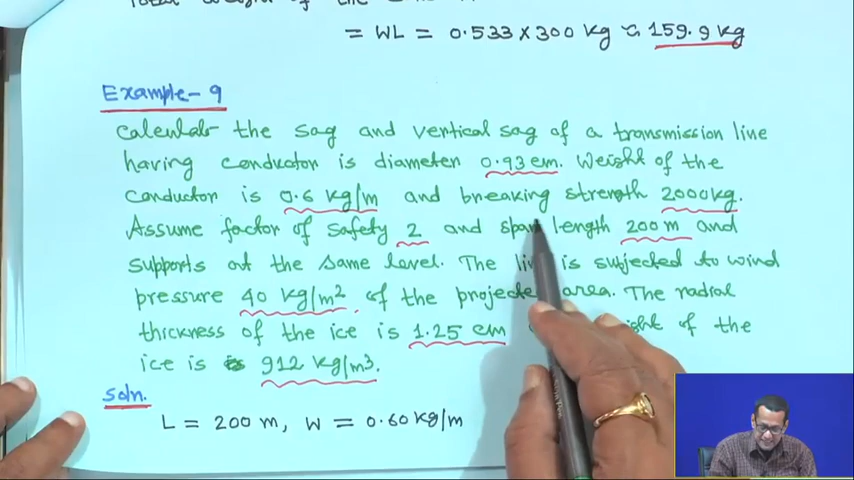 = WL = 0.533 × 300 kg ≈ 159.9 kg
Example-9
Calculate the sag and vertical sag of a transmission line
having conductor is diameter 0.93 cm. Weight of the
conductor is 0.6 kg/m and breaking strength 2000kg.
Assume factor of safety 2 and span length 200 m and
supports at the same level. The line is subjected to wind
pressure 40 kg/m². of the projected area. The radial
thickness of the ice is 1.25 cm of the
ice is is 912 kg/m³.
Soln.
L = 200 m, W = 0.60 kg/m